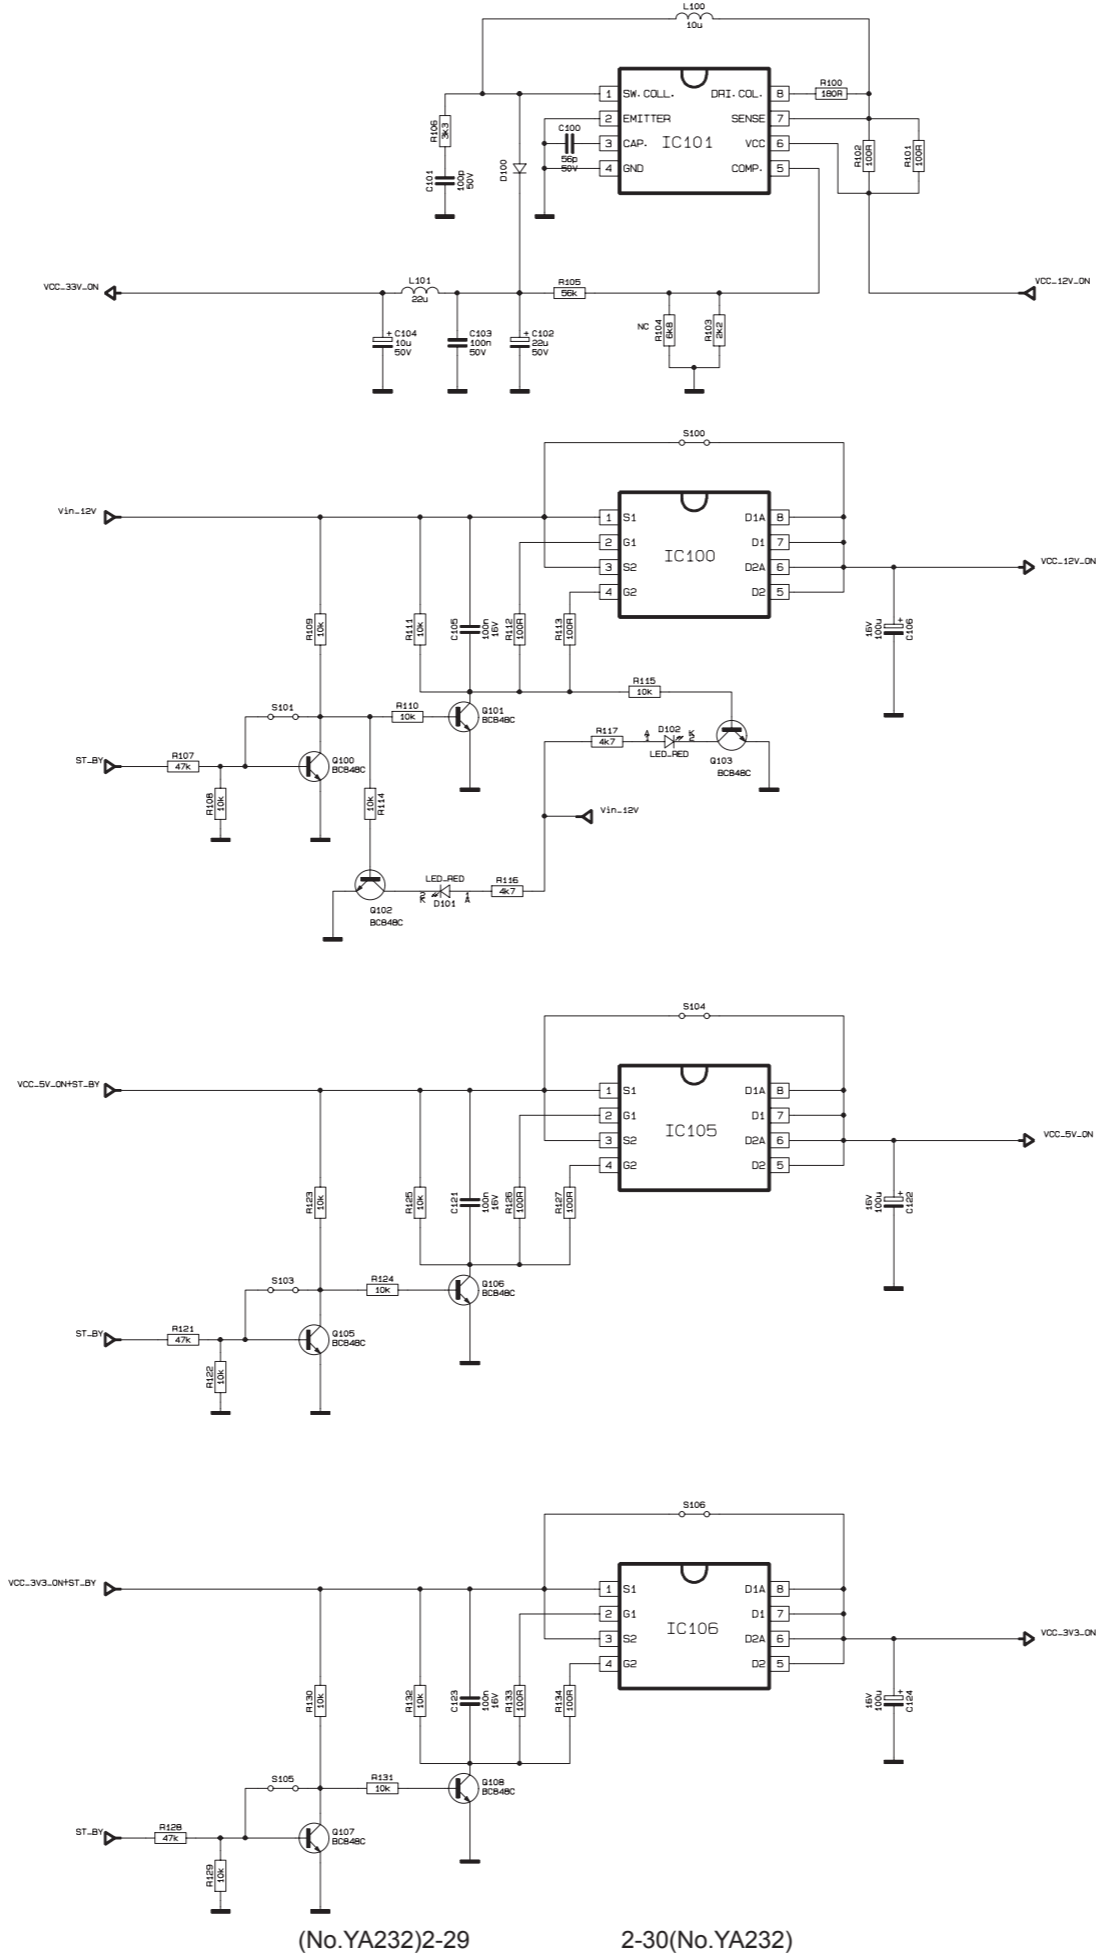 L100
10u
1 SW.COLL. DRI.COL. 8
R100
180R
2 EMITTER SENSE 7
3 CAP. IC101 VCC 6
4 GND COMP. 5
R106
3k3
C101
100p
50V
D100
C100
56p
50V
R102
100R
R101
100R
VCC_33V_ON
L101
22u
R105
56k
VCC_12V_ON
+ C104
10u
50V
C103
100n
50V
+ C102
22u
50V
NC
R104
6k8
R103
2k2
S100
Vin_12V
1 S1 D1A 8
2 G1 D1 7
IC100
3 S2 D2A 6
4 G2 D2 5
VCC_12V_ON
R109
10k
R111
10k
C105
100n
16V
R112
100R
R113
100R
16V
100u
+
C106
S101
R110
10k
Q101
BC848C
R115
10k
R117
4k7
A
1
D102
K
2
LED_RED
Q103
BC848C
ST_BY
R107
47k
R108
10k
Q100
BC848C
10k
R114
Vin_12V
LED_RED
R116
4k7
2
K
D101
1
A
Q102
BC848C
S104
VCC_5V_ON+ST_BY
1 S1 D1A 8
2 G1 D1 7
IC105
3 S2 D2A 6
4 G2 D2 5
VCC_5V_ON
R123
10k
R125
10k
C121
100n
16V
R126
100R
R127
100R
16V
100u
+
C122
S103
R124
10k
Q106
BC848C
ST_BY
R121
47k
R122
10k
Q105
BC848C
S106
VCC_3V3_ON+ST_BY
1 S1 D1A 8
2 G1 D1 7
IC106
3 S2 D2A 6
4 G2 D2 5
VCC_3V3_ON
R130
10k
R132
10k
C123
100n
16V
R133
100R
R134
100R
16V
100u
+
C124
S105
R131
10k
Q108
BC848C
ST_BY
R128
47k
R129
10k
Q107
BC848C
(No.YA232)2-29 2-30(No.YA232)